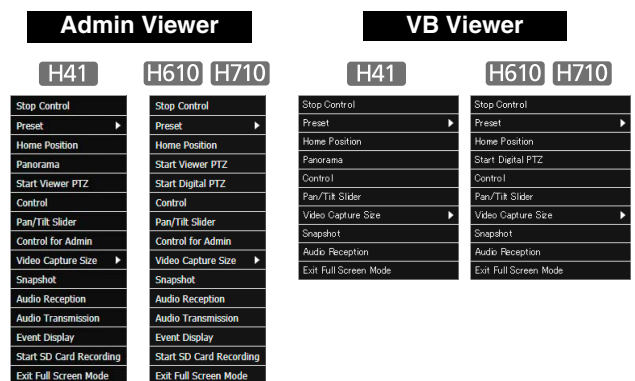 Admin Viewer
VB Viewer
H41
H610 H710
H41
H610 H710
Stop Control
Preset
Home Position
Panorama
Start Viewer PTZ
Control
Pan/Tilt Slider
Control for Admin
Video Capture Size
Snapshot
Audio Reception
Audio Transmission
Event Display
Start SD Card Recording
Exit Full Screen Mode
Stop Control
Preset
Home Position
Start Viewer PTZ
Start Digital PTZ
Control
Pan/Tilt Slider
Control for Admin
Video Capture Size
Snapshot
Audio Reception
Audio Transmission
Event Display
Start SD Card Recording
Exit Full Screen Mode
Stop Control
Preset
Home Position
Panorama
Control
Pan/Tilt Slider
Video Capture Size
Snapshot
Audio Reception
Exit Full Screen Mode
Stop Control
Preset
Home Position
Start Digital PTZ
Control
Pan/Tilt Slider
Video Capture Size
Snapshot
Audio Reception
Exit Full Screen Mode